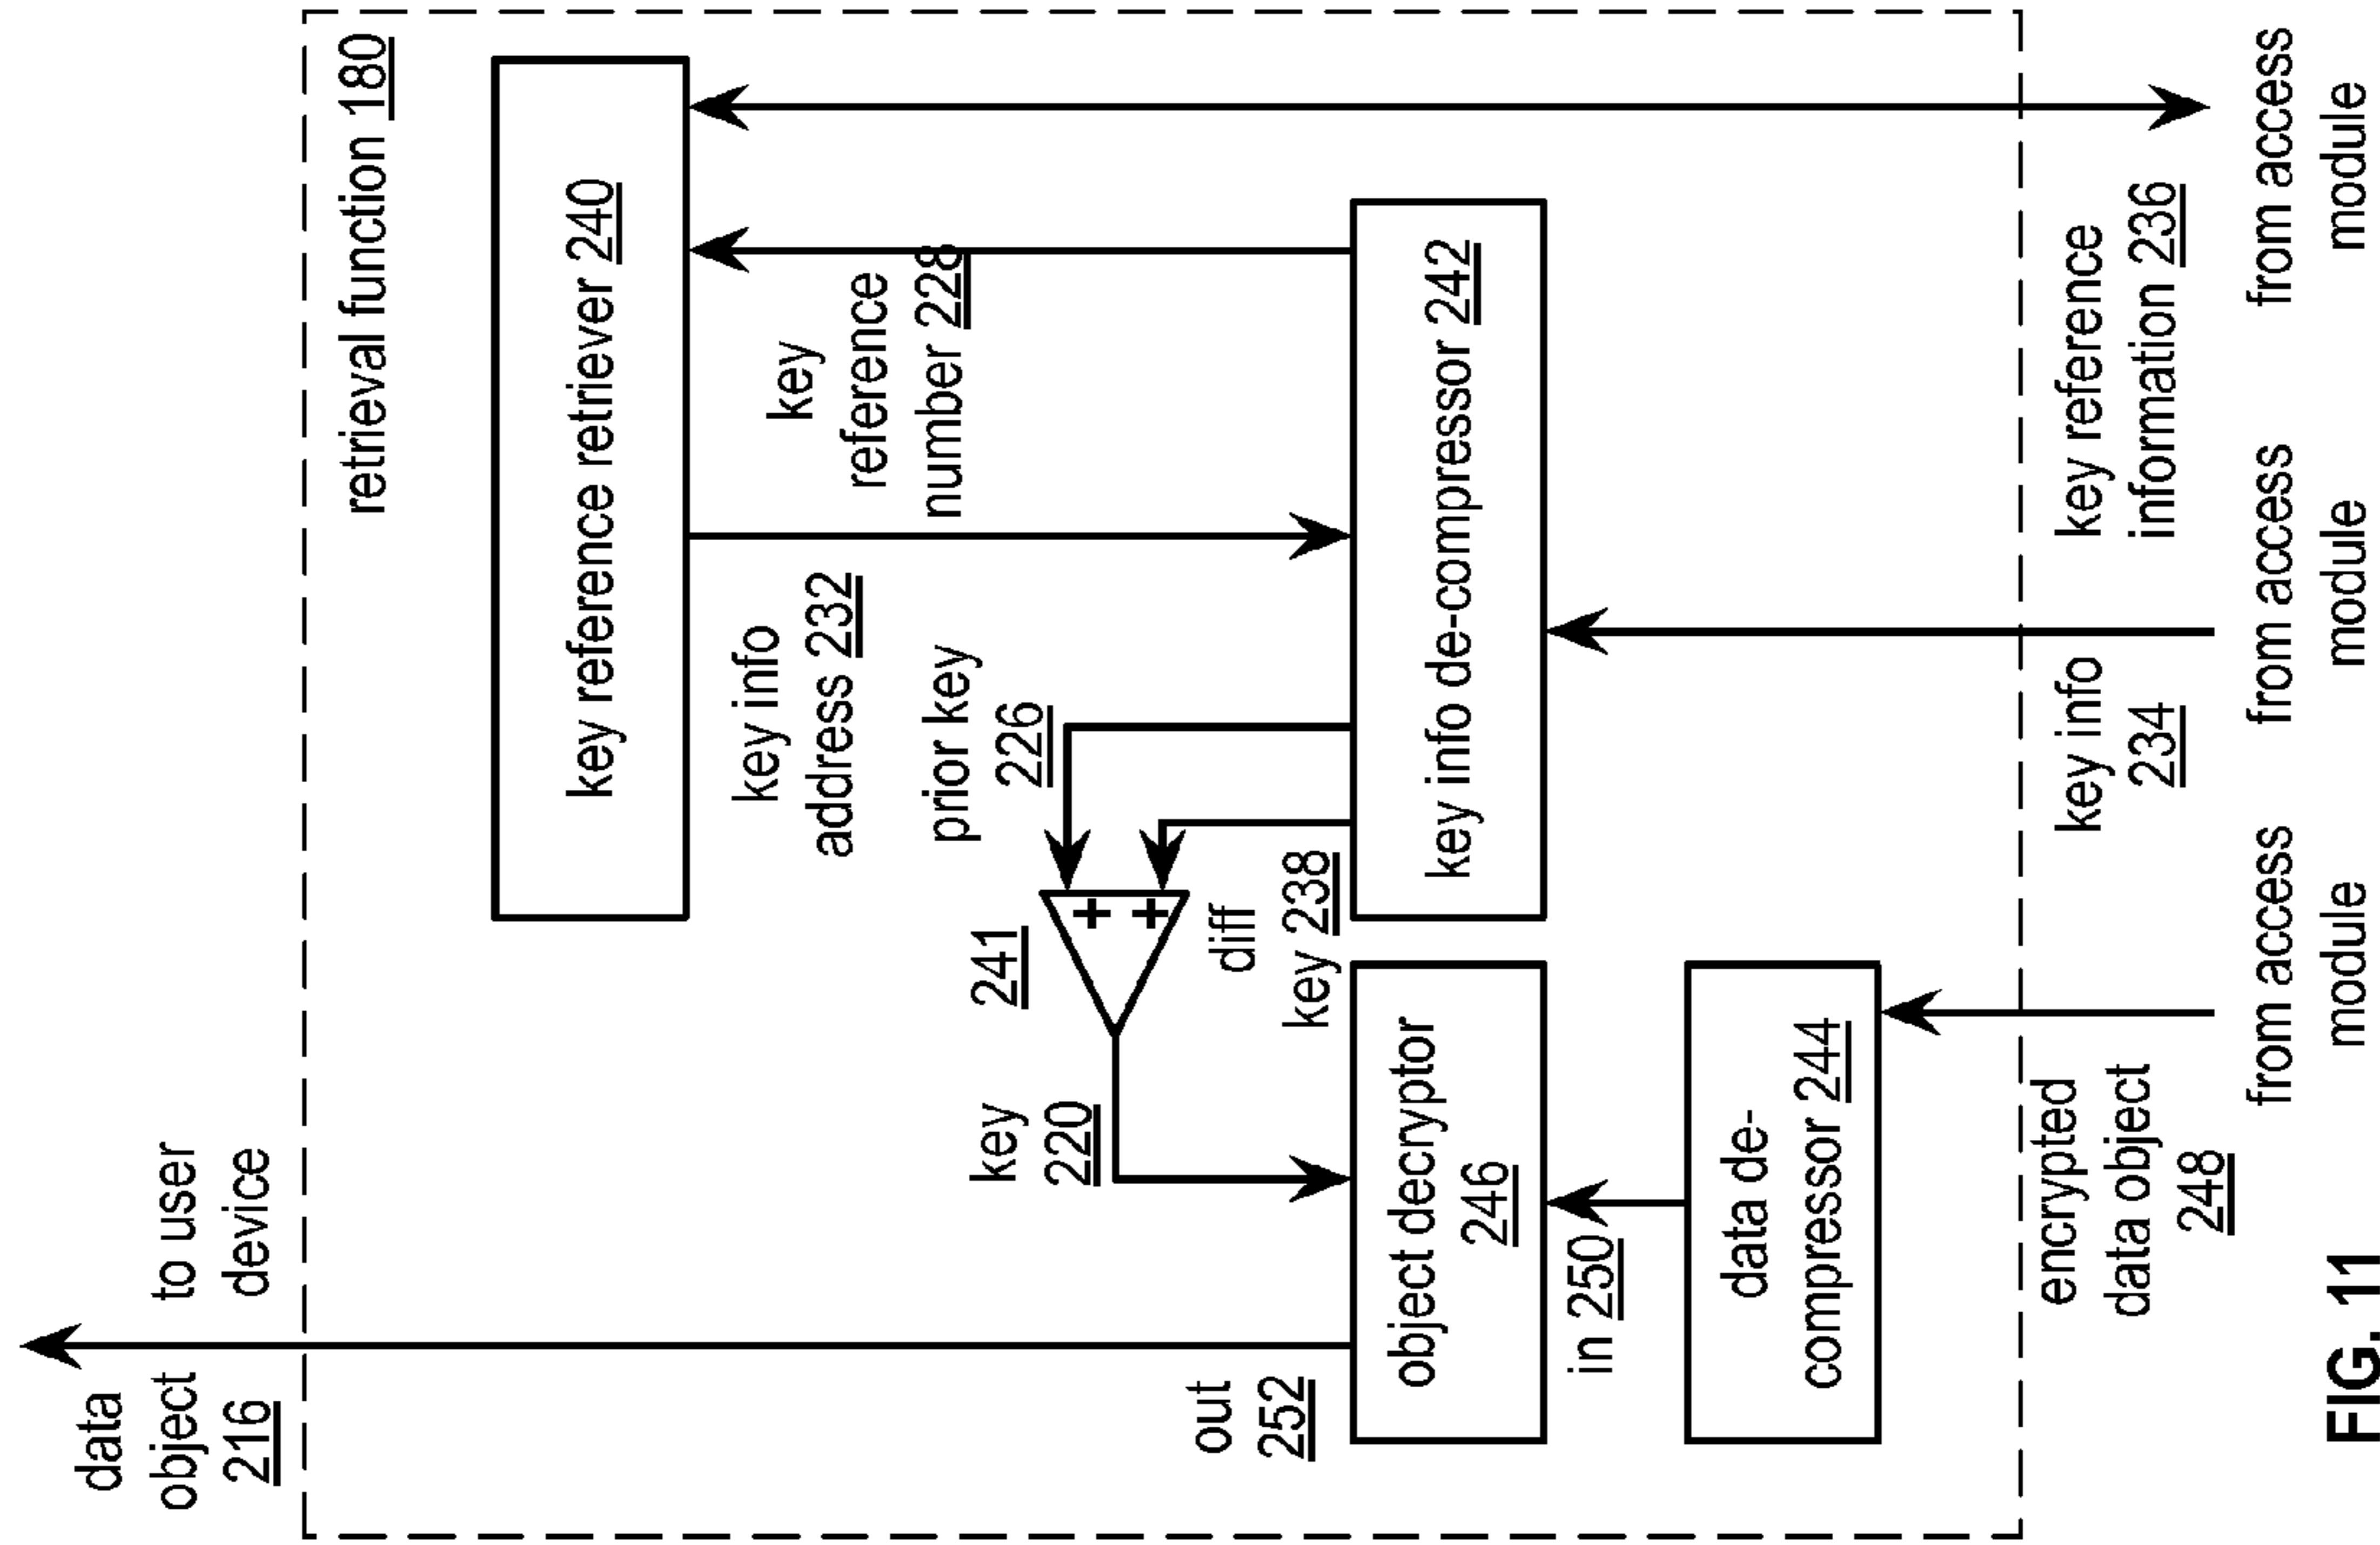 data
object
216
to user
device
retrieval function 180
key reference retriever 240
key info
address 232
key
reference
number 228
prior key
226
241
key
220
diff
key 238
out
252
object decryptor
246
key info de-compressor 242
in 250
data de-
compressor 244
encrypted
data object
248
key info
234
key reference
information 236
from access
module
from access
module
from access
module
FIG. 11